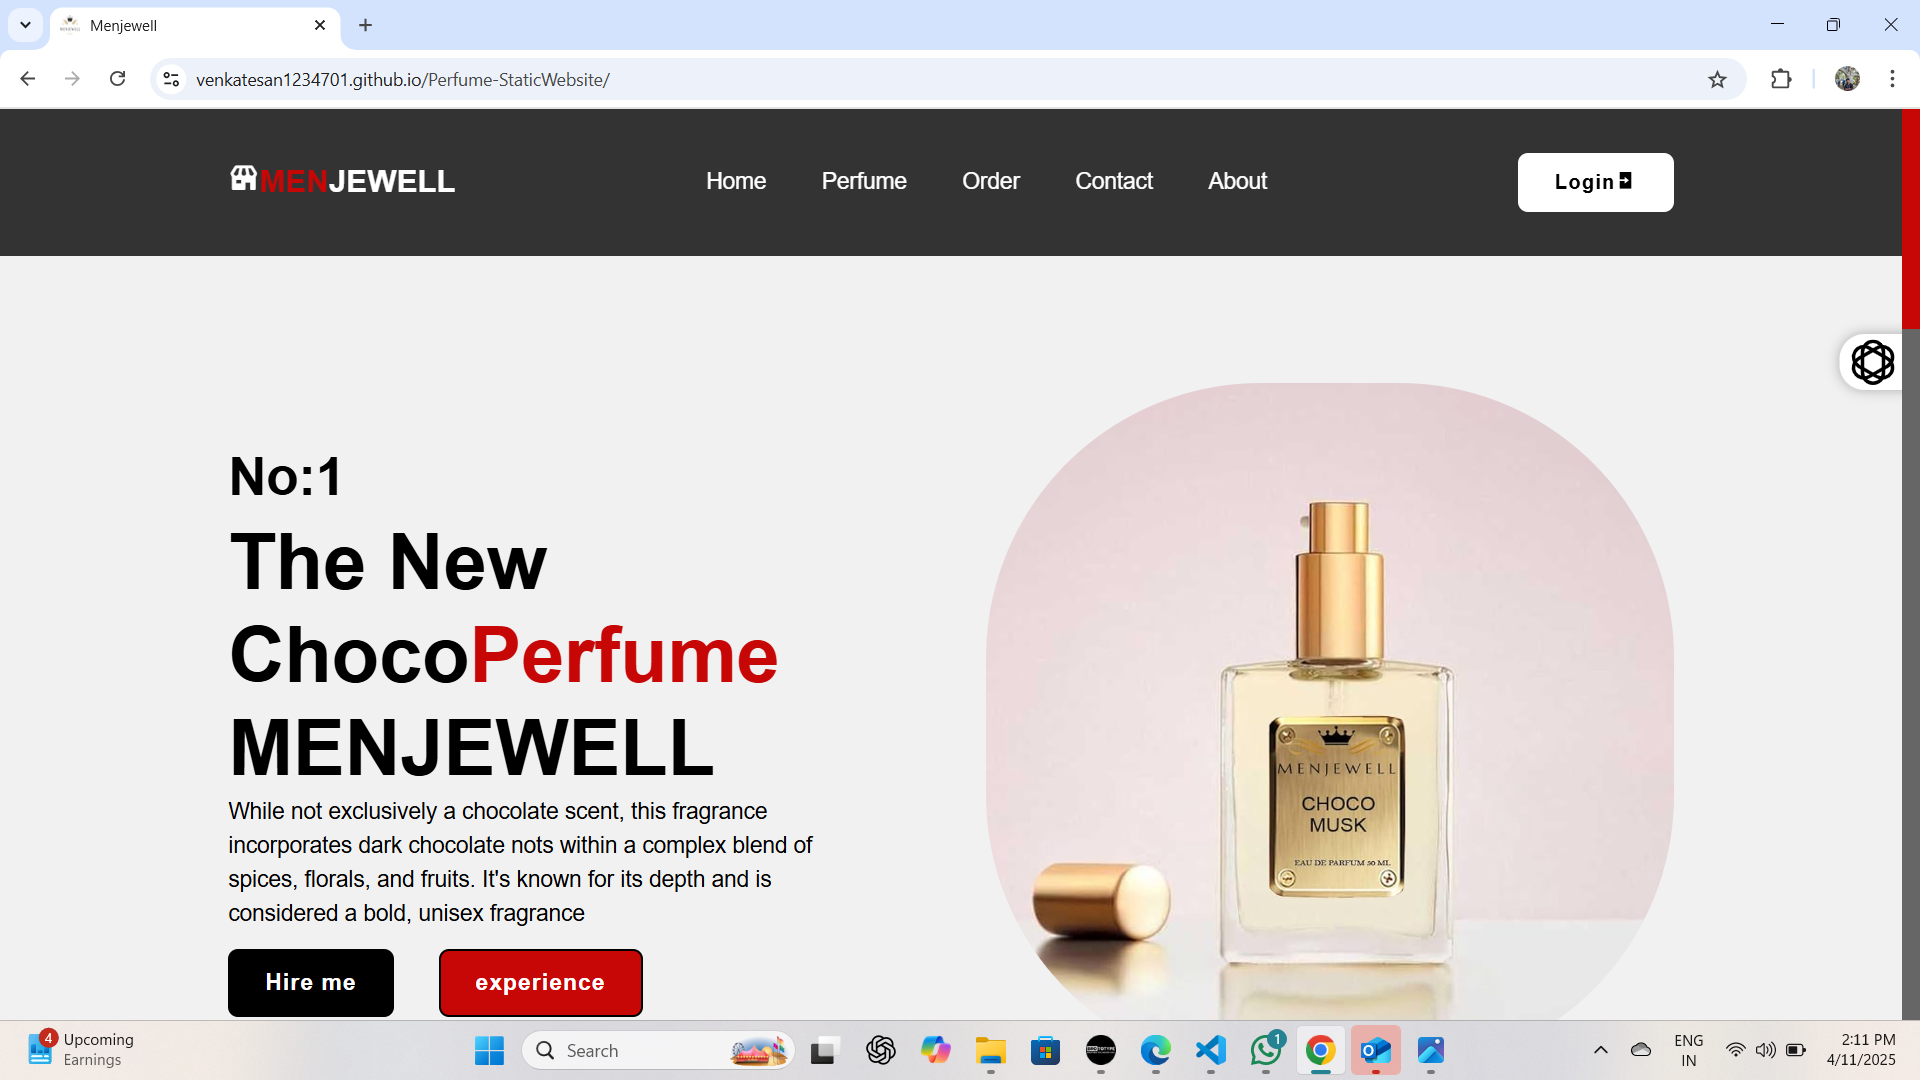 Menjewell
venkatesan1234701.github.io/Perfume-StaticWebsite/
MENJEWELL
Home
Perfume
Order
Contact
About
Login
No:1
The New
ChocoPerfume
MENJEWELL
While not exclusively a chocolate scent, this fragrance
incorporates dark chocolate nots within a complex blend of
spices, florals, and fruits. It's known for its depth and is
considered a bold, unisex fragrance
Hire me
experience
MENJEWELL
CHOCO
MUSK
EAU DE PARFUM 50 ML
4
Upcoming
Earnings
Search
1
ENG
IN
2:11 PM
4/11/2025